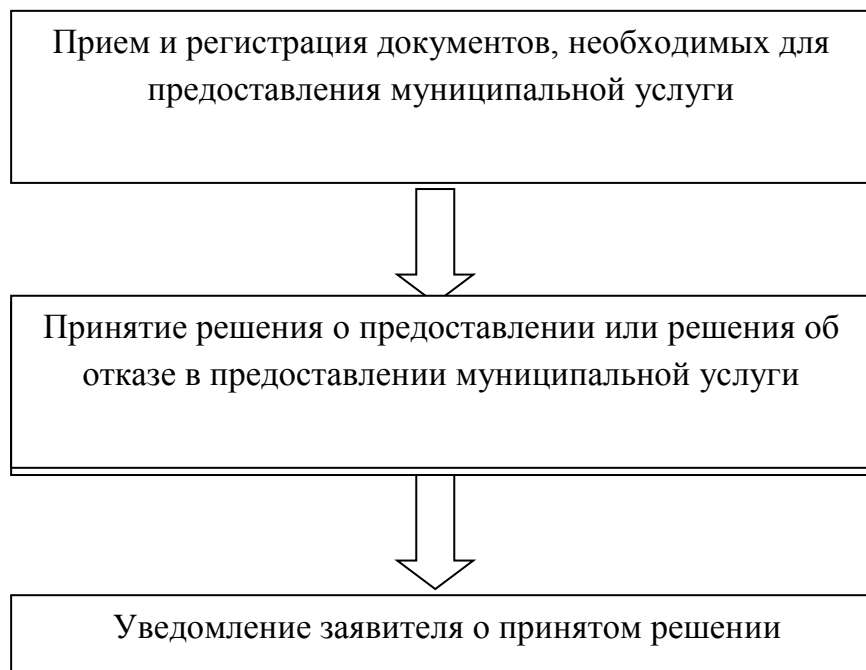 Прием и регистрация документов, необходимых для
предоставления муниципальной услуги
Принятие решения о предоставлении или решения об
отказе в предоставлении муниципальной услуги
Уведомление заявителя о принятом решении